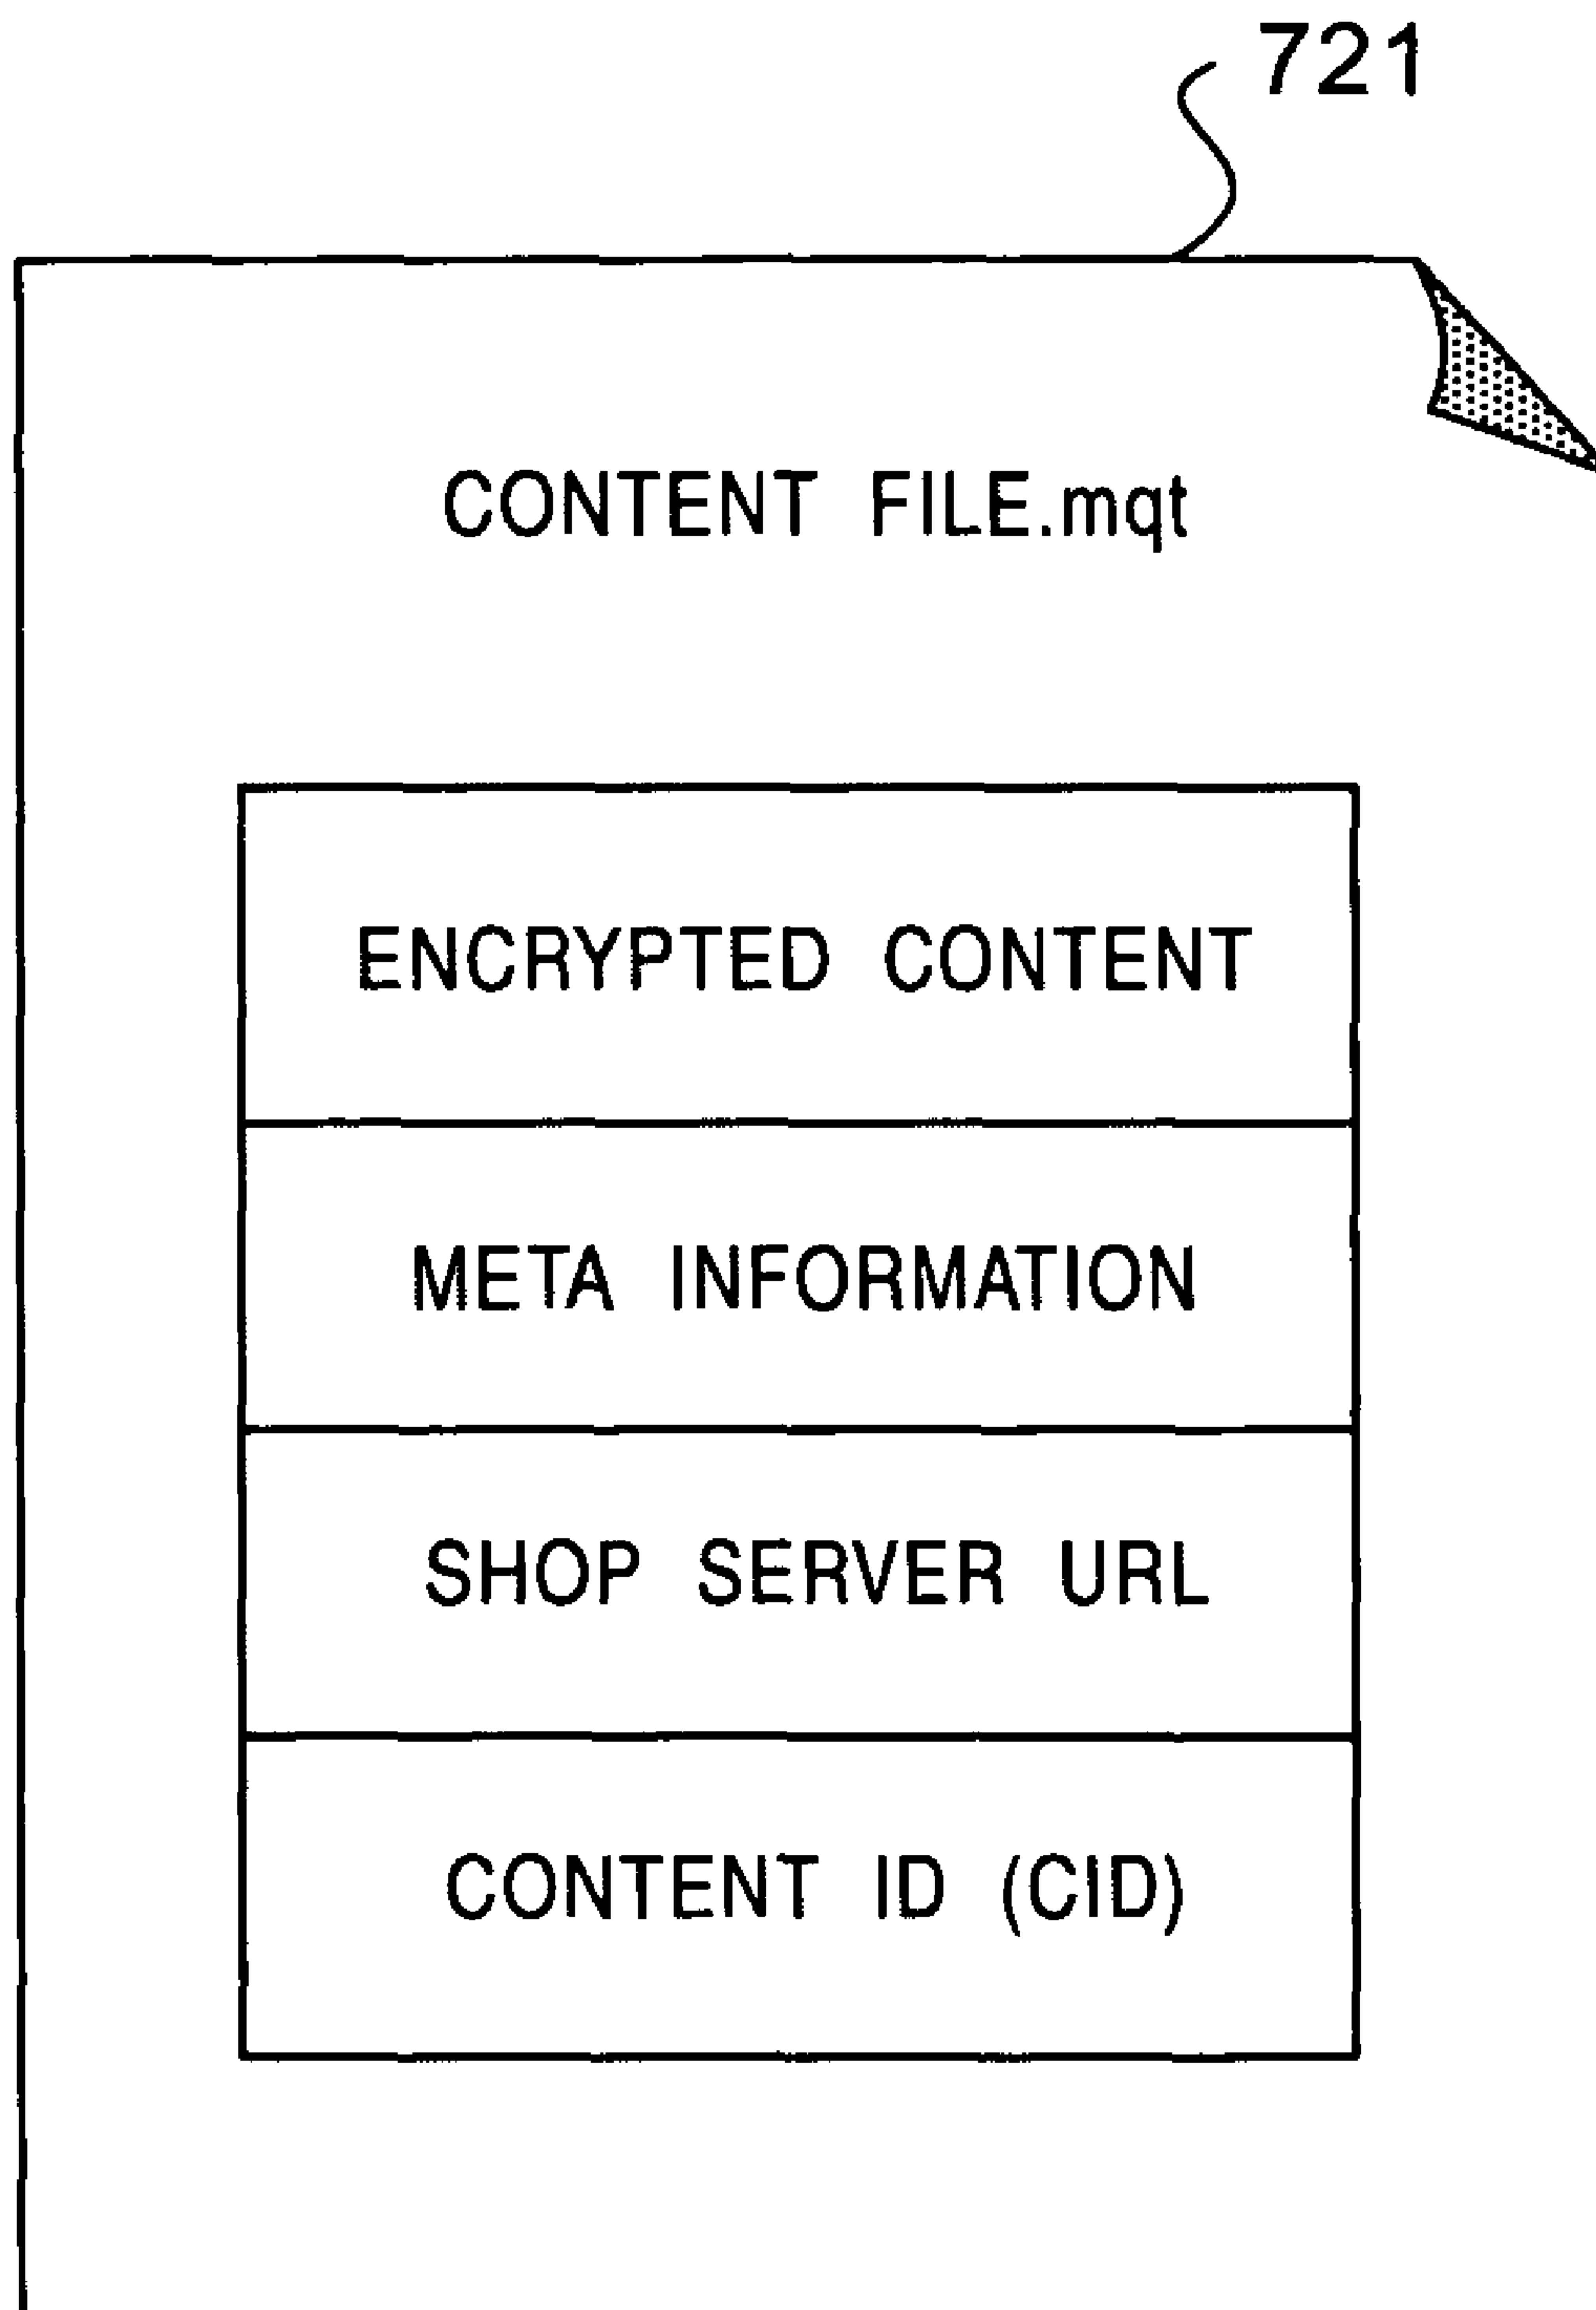 721
CONTENT FILE.mqt
ENCRYPTED CONTENT
META INFORMATION
SHOP SERVER URL
CONTENT ID (CID)